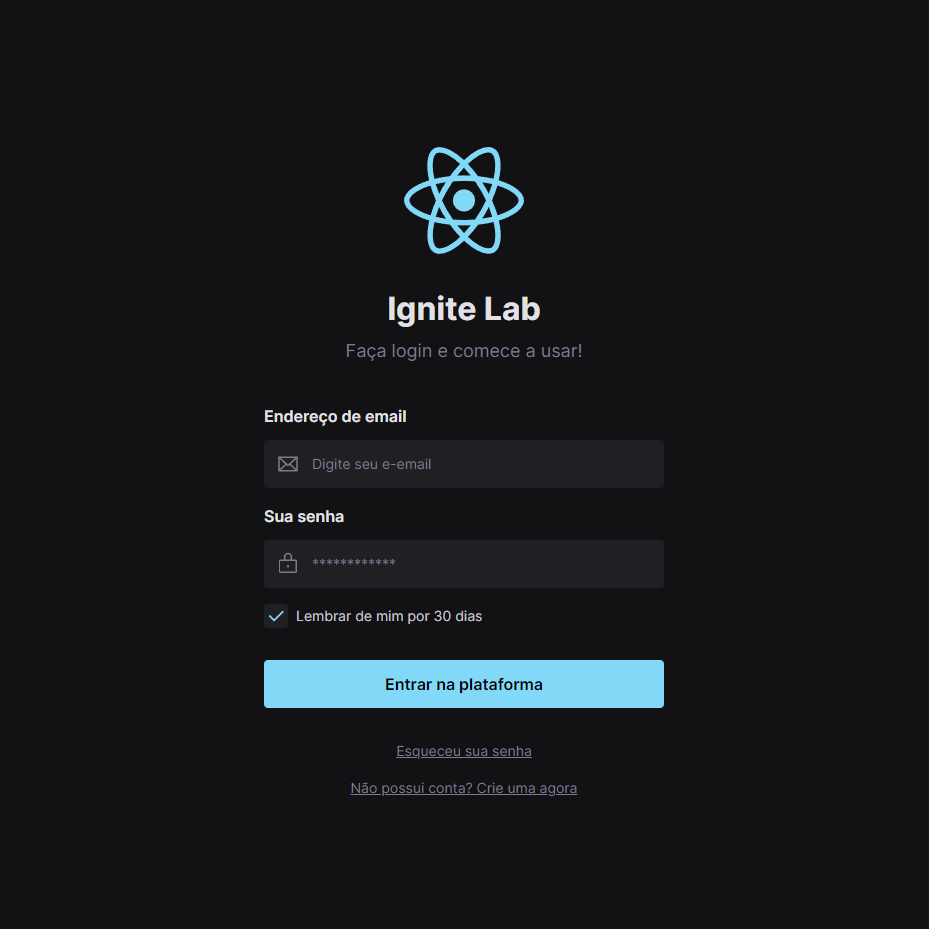 Ignite Lab
Faça login e comece a usar!
Endereço de email
Digite seu e-email
Sua senha
************
Lembrar de mim por 30 dias
Entrar na plataforma
Esqueceu sua senha
Não possui conta? Crie uma agora